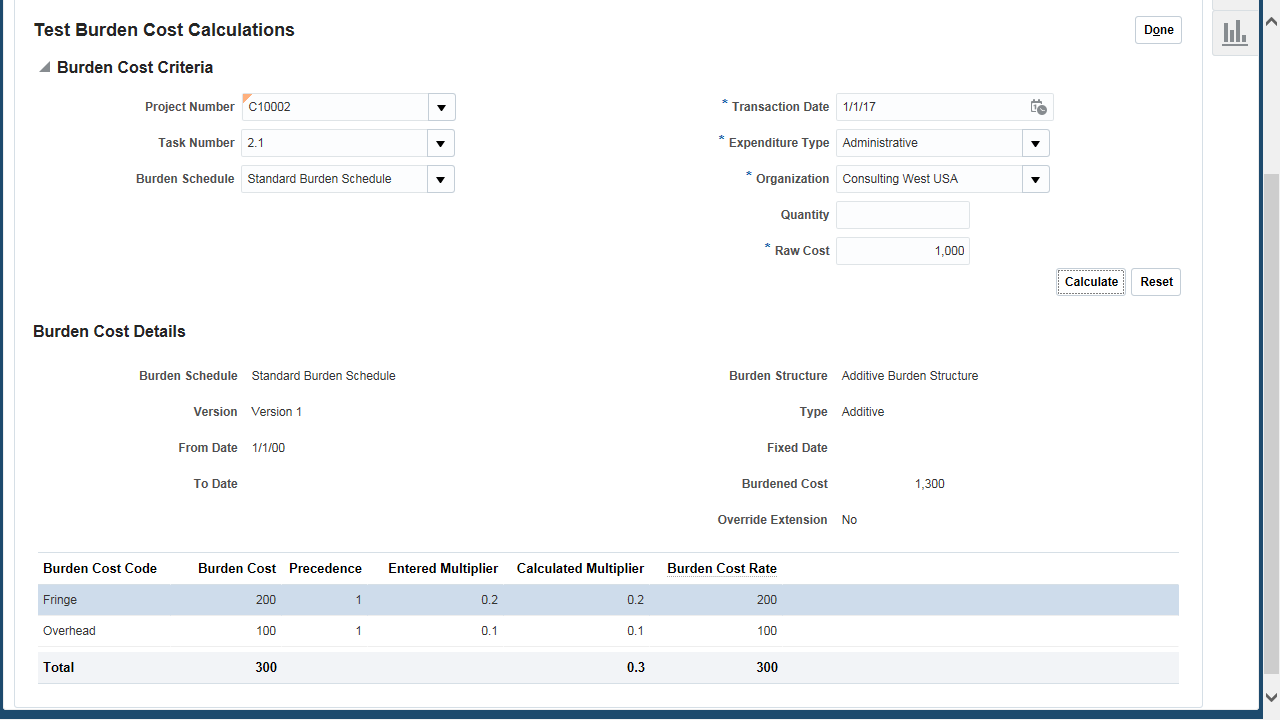 Test Burden Cost Calculations
Done
Burden Cost Criteria
Project Number C10002
* Transaction Date 1/1/17
Task Number 2.1
* Expenditure Type Administrative
Burden Schedule Standard Burden Schedule
* Organization Consulting West USA
Quantity
* Raw Cost 1,000
Calculate Reset
Burden Cost Details
Burden Schedule Standard Burden Schedule
Burden Structure Additive Burden Structure
Version Version 1
Type Additive
From Date 1/1/00
Fixed Date
To Date
Burdened Cost 1,300
Override Extension No
Burden Cost Code Burden Cost Precedence Entered Multiplier Calculated Multiplier Burden Cost Rate
Fringe 200 1 0.2 0.2 200
Overhead 100 1 0.1 0.1 100
Total 300 0.3 300